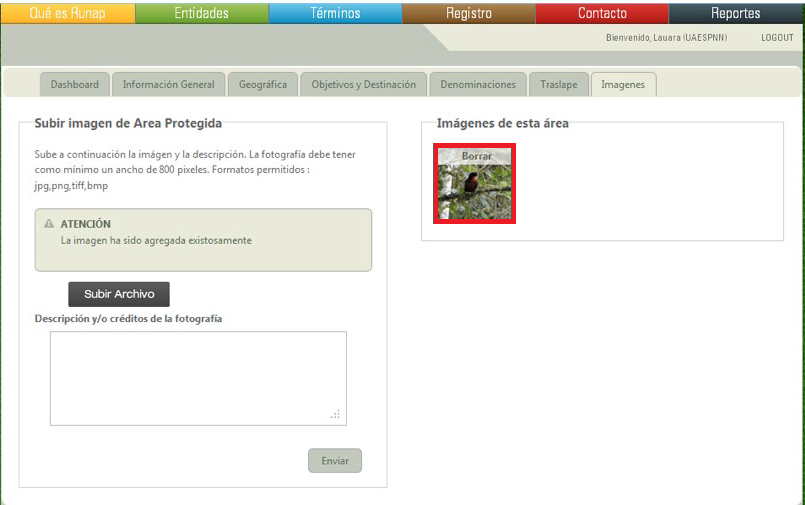 Qué es Runap
Entidades
Términos
Registro
Contacto
Reportes
Bienvenido, Lauara (UAESPNN)
LOGOUT
Dashboard
Información General
Geográfica
Objetivos y Destinación
Denominaciones
Traslape
Imagenes
Subir imagen de Area Protegida
Sube a continuación la imágen y la descripción. La fotografía debe tener
como mínimo un ancho de 800 pixeles. Formatos permitidos :
jpg,png,tiff,bmp
ATENCIÓN
La imagen ha sido agregada existosamente
Subir Archivo
Descripción y/o créditos de la fotografía
Enviar
Imágenes de esta área
Borrar